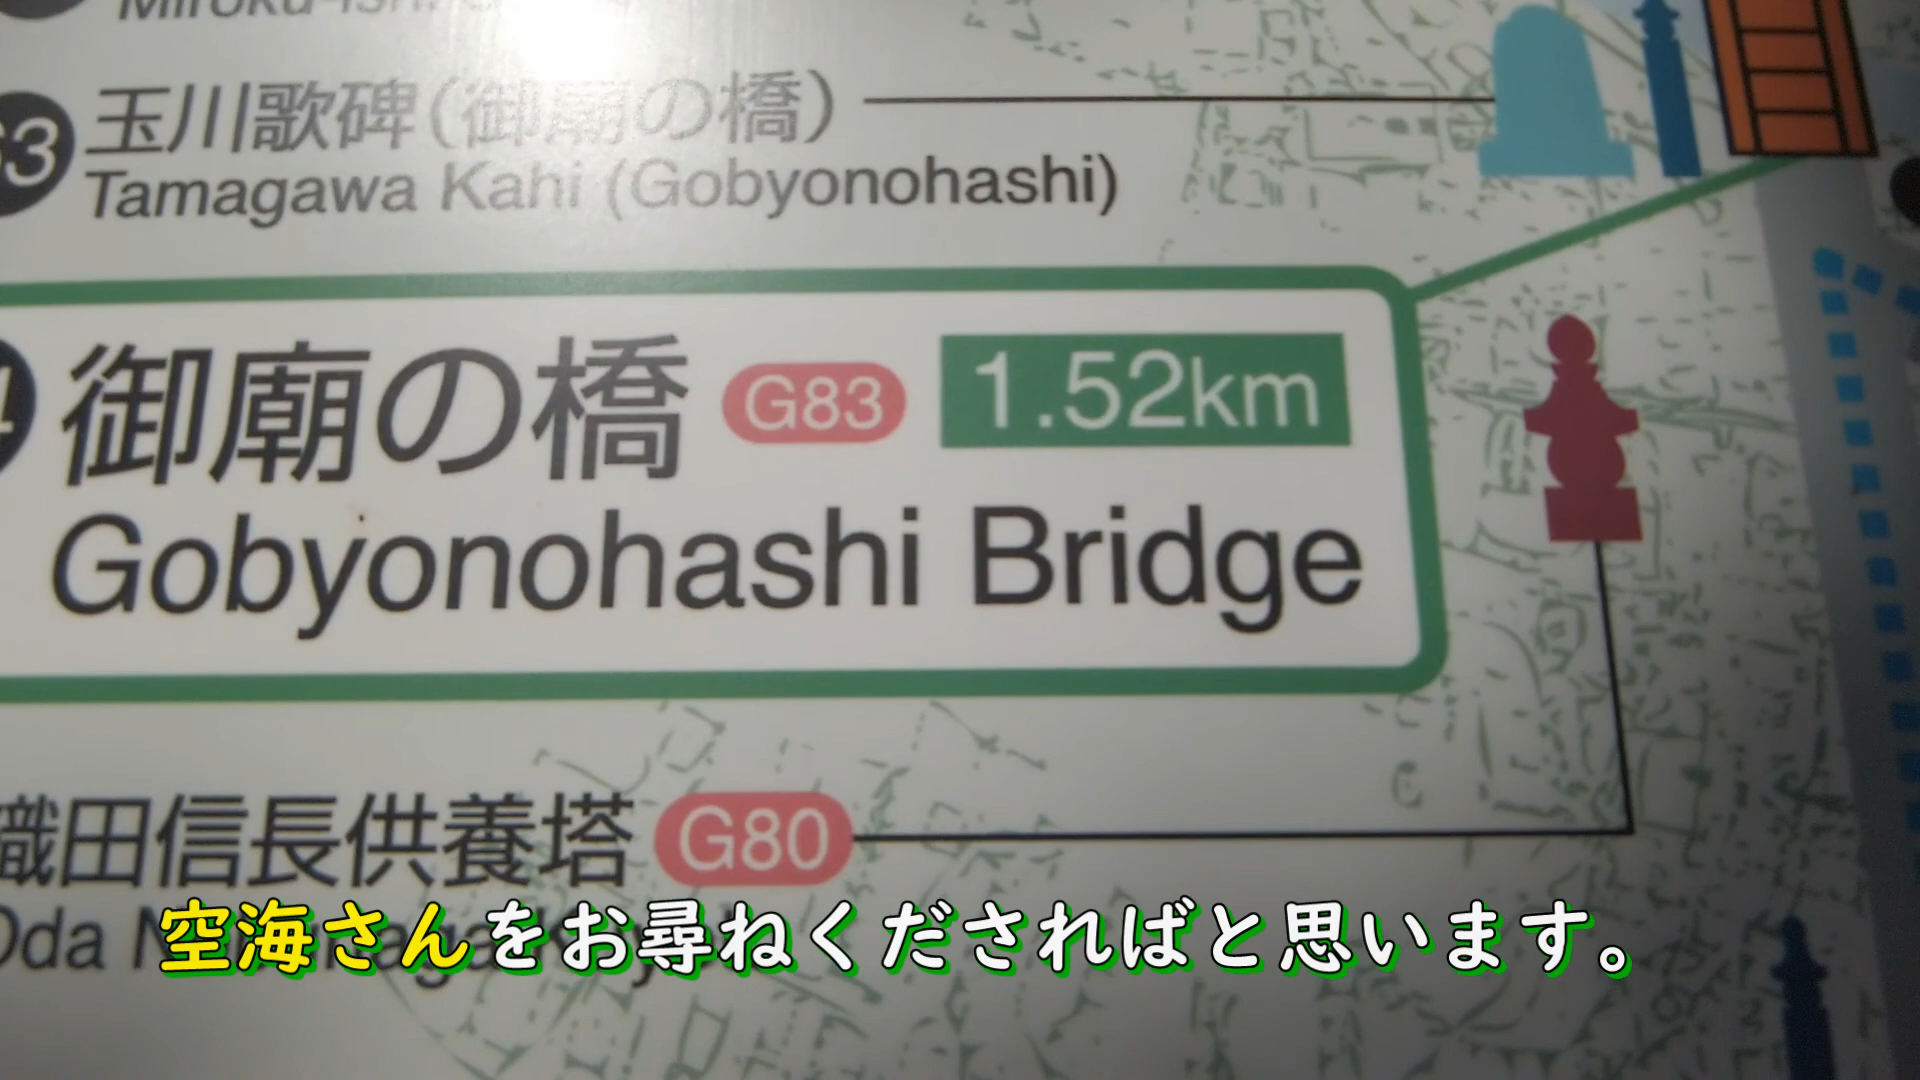 63 玉川歌碑(御廟の橋)
Tamagawa Kahi (Gobyonohashi)
御廟の橋 G83 1.52km
Gobyonohashi Bridge
織田信長供養塔 G80
Oda
空海さんをお尋ねくださればと思います。